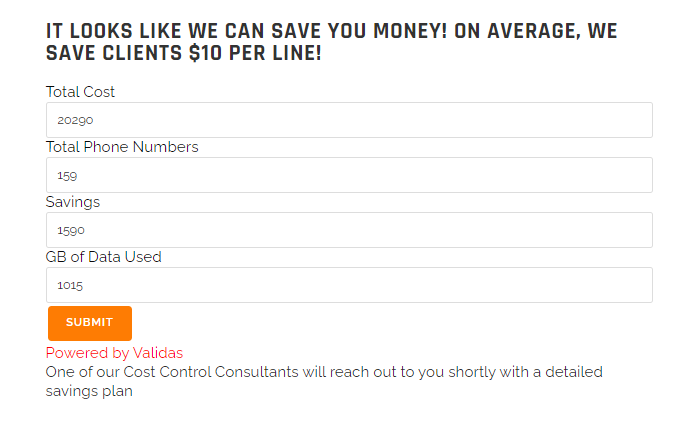 IT LOOKS LIKE WE CAN SAVE YOU MONEY! ON AVERAGE, WE
SAVE CLIENTS $10 PER LINE!
Total Cost
20290
Total Phone Numbers
159
Savings
1590
GB of Data Used
1015
SUBMIT
Powered by Validas
One of our Cost Control Consultants will reach out to you shortly with a detailed
savings plan